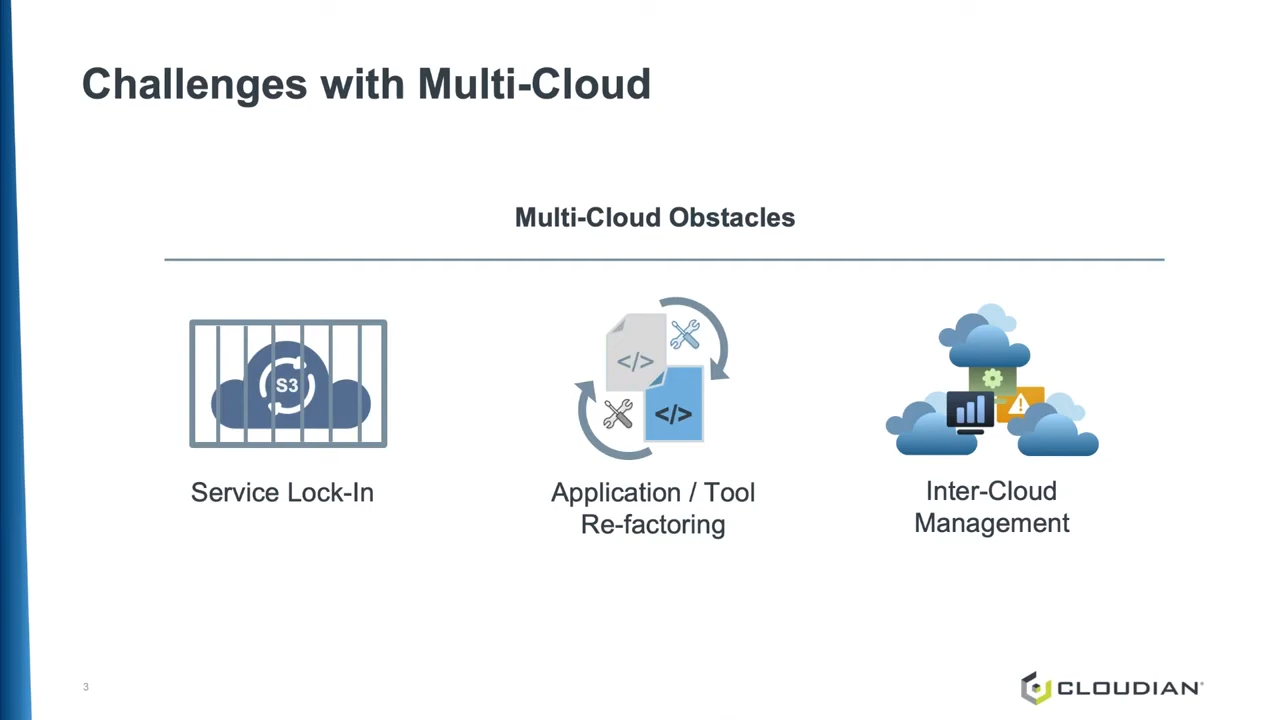 Challenges with Multi-Cloud
Multi-Cloud Obstacles
S3
</>
</>
Service Lock-In
Application / Tool
Re-factoring
Inter-Cloud
Management
3
CLOUDIAN®